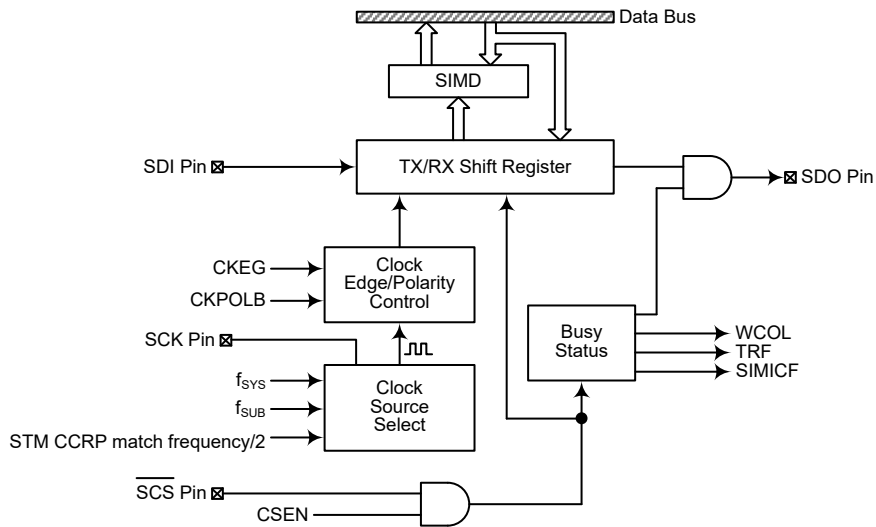 Data Bus
SIMD
SDI Pin
TX/RX Shift Register
SDO Pin
CKEG
CKPOLB
Clock
Edge/Polarity
Control
SCK Pin
Busy
Status
WCOL
TRF
SIMICF
fSYS
fSUB
STM CCRP match frequency/2
Clock
Source
Select
SCS Pin
CSEN